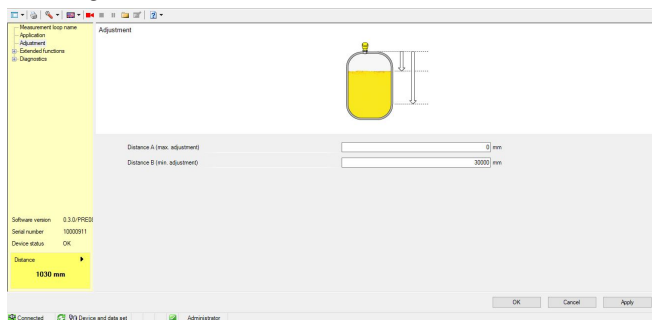 Measurement loop name
Application
Adjustment
Extended functions
Diagnostics
Adjustment
Distance A (max. adjustment) 0 mm
Distance B (min. adjustment) 30000 mm
Software version 0.3.0/PRE0
Serial number 10000911
Device status OK
Distance
1030 mm
OK Cancel Apply
Connected Device and data set Administrator